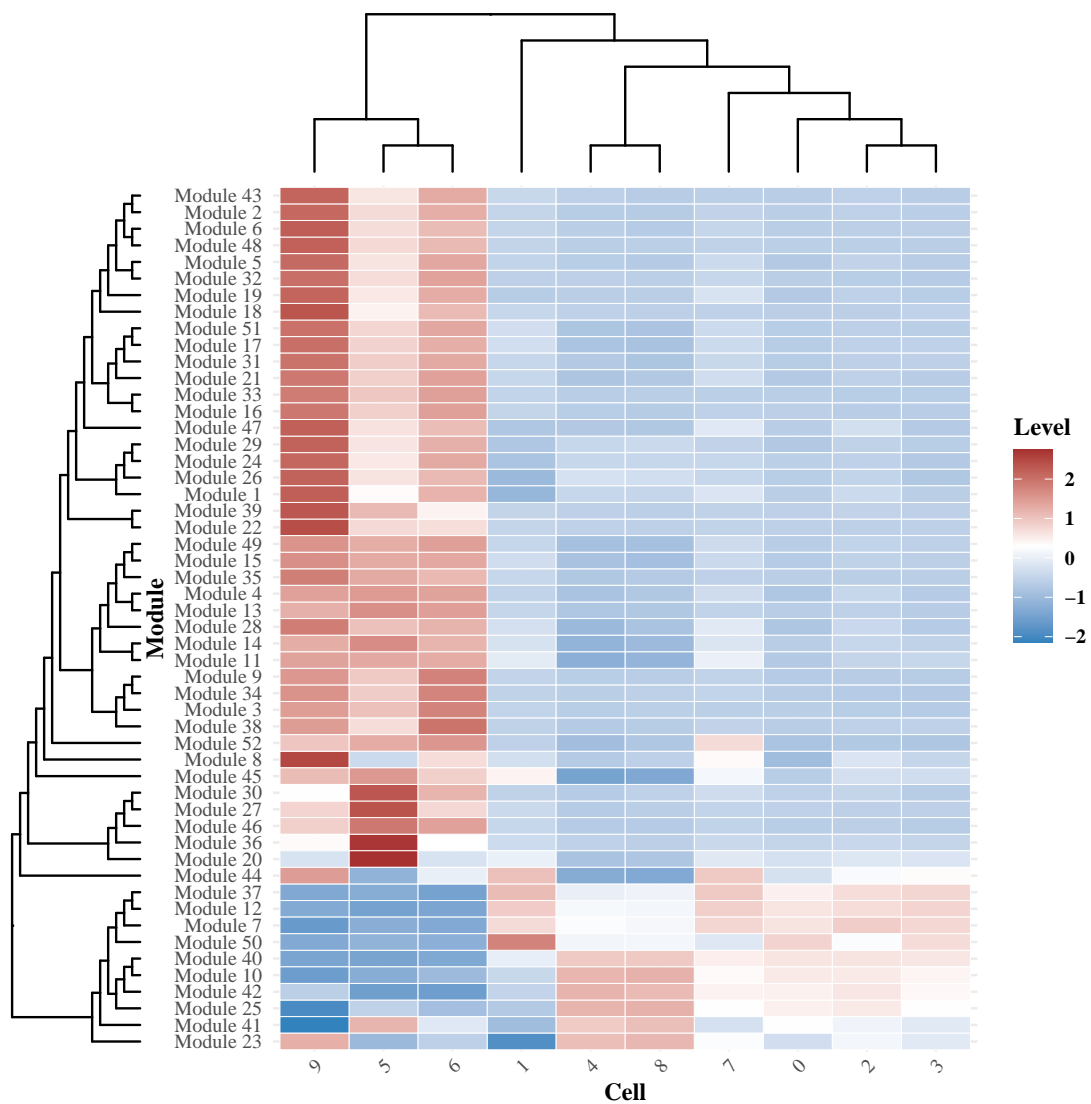 Module 43
Module 2
Module 6
Module 48
Module 5
Module 32
Module 19
Module 18
Module 51
Module 17
Module 31
Module 21
Module 33
Module 16
Module 47
Module 29
Module 24
Module 26
Module 1
Module 39
Module 22
Module 49
Module 15
Module 35
Module 4
Module 13
Module 28
Module 14
Module 11
Module 9
Module 34
Module 3
Module 38
Module 52
Module 8
Module 45
Module 30
Module 27
Module 46
Module 36
Module 20
Module 44
Module 37
Module 12
Module 7
Module 50
Module 40
Module 10
Module 42
Module 25
Module 41
Module 23
Module
9 5 6 1 4 8 7 0 2 3
Cell
Level
2
1
0
−1
−2